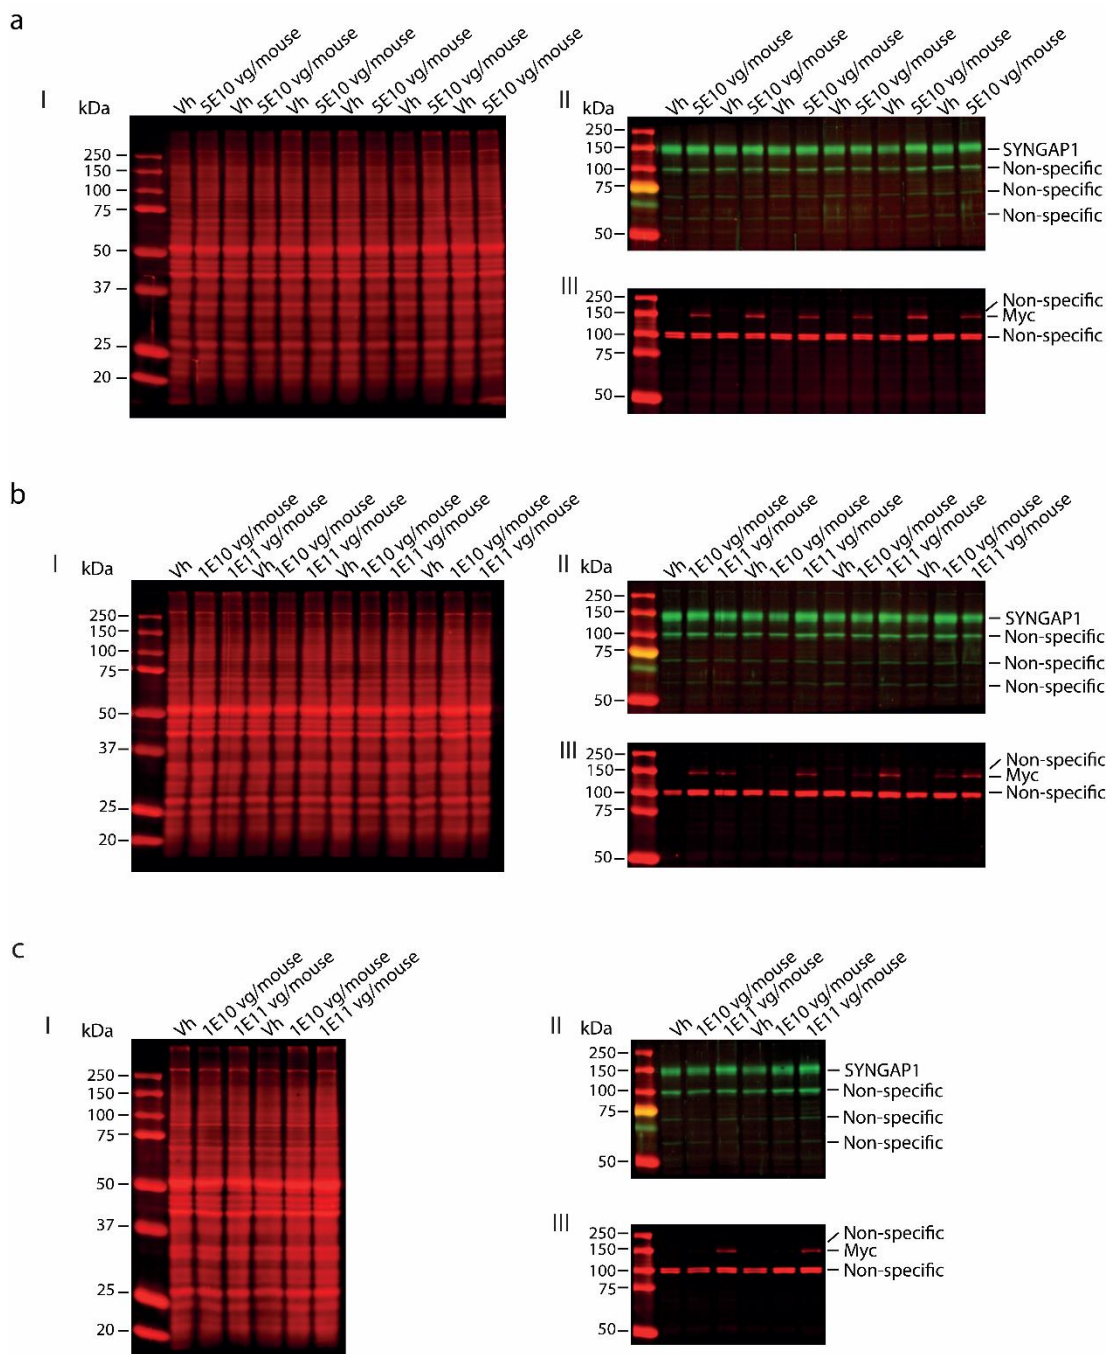 a
I
kDa
Vh 5E10 vg/mouse Vh 5E10 vg/mouse Vh 5E10 vg/mouse Vh 5E10 vg/mouse Vh 5E10 vg/mouse Vh 5E10 vg/mouse
250
150
100
75
50
37
25
20
II
kDa
Vh 5E10 vg/mouse Vh 5E10 vg/mouse Vh 5E10 vg/mouse Vh 5E10 vg/mouse Vh 5E10 vg/mouse Vh 5E10 vg/mouse
250
150
100
75
50
SYNGAP1
Non-specific
Non-specific
Non-specific
III
250
150
100
75
50
Non-specific
Myc
Non-specific
b
I
kDa
Vh 1E10 vg/mouse 1E11 vg/mouse Vh 1E10 vg/mouse 1E11 vg/mouse Vh 1E10 vg/mouse 1E11 vg/mouse Vh 1E10 vg/mouse 1E11 vg/mouse
250
150
100
75
50
37
25
20
II
kDa
Vh 1E10 vg/mouse 1E11 vg/mouse Vh 1E10 vg/mouse 1E11 vg/mouse Vh 1E10 vg/mouse 1E11 vg/mouse Vh 1E10 vg/mouse 1E11 vg/mouse
250
150
100
75
50
SYNGAP1
Non-specific
Non-specific
Non-specific
III
250
150
100
75
50
Non-specific
Myc
Non-specific
c
I
kDa
Vh 1E10 vg/mouse 1E11 vg/mouse Vh 1E10 vg/mouse 1E11 vg/mouse
250
150
100
75
50
37
25
20
II
kDa
Vh 1E10 vg/mouse 1E11 vg/mouse Vh 1E10 vg/mouse 1E11 vg/mouse
250
150
100
75
50
SYNGAP1
Non-specific
Non-specific
Non-specific
III
250
150
100
75
50
Non-specific
Myc
Non-specific